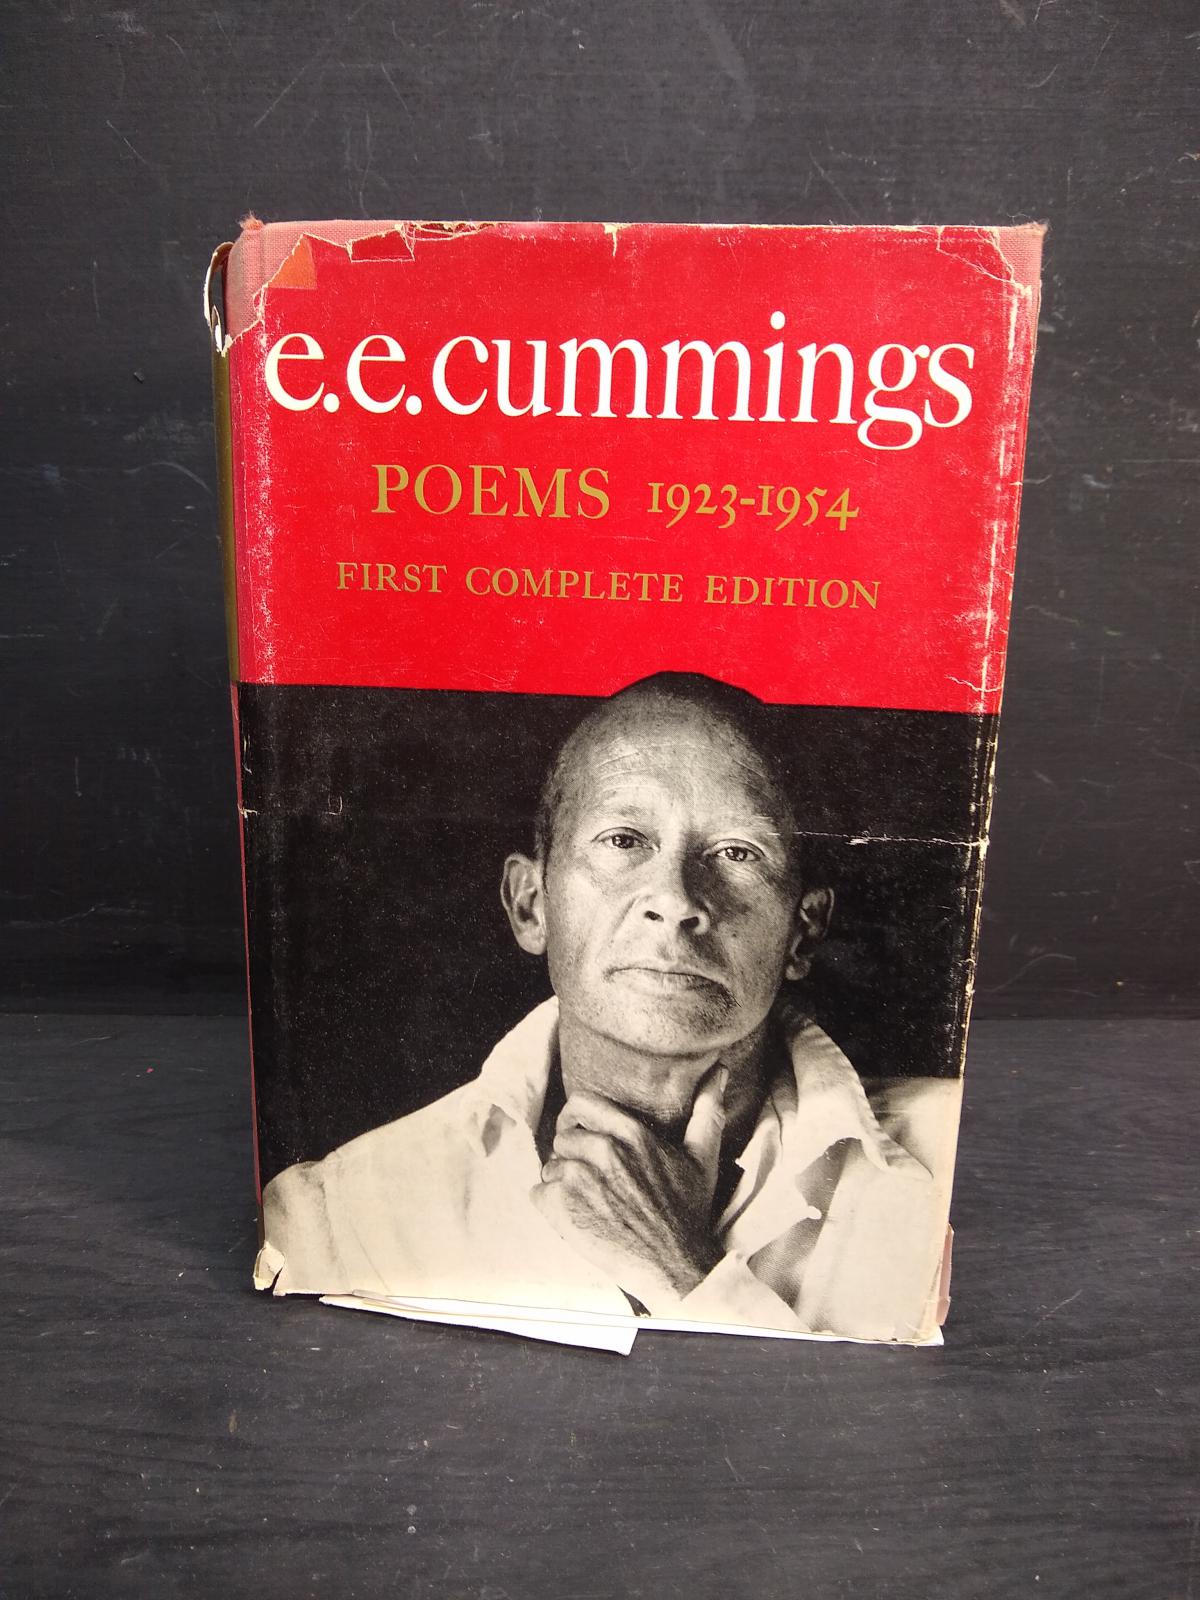 e.e.cummings
POEMS 1923-1954
FIRST COMPLETE EDITION